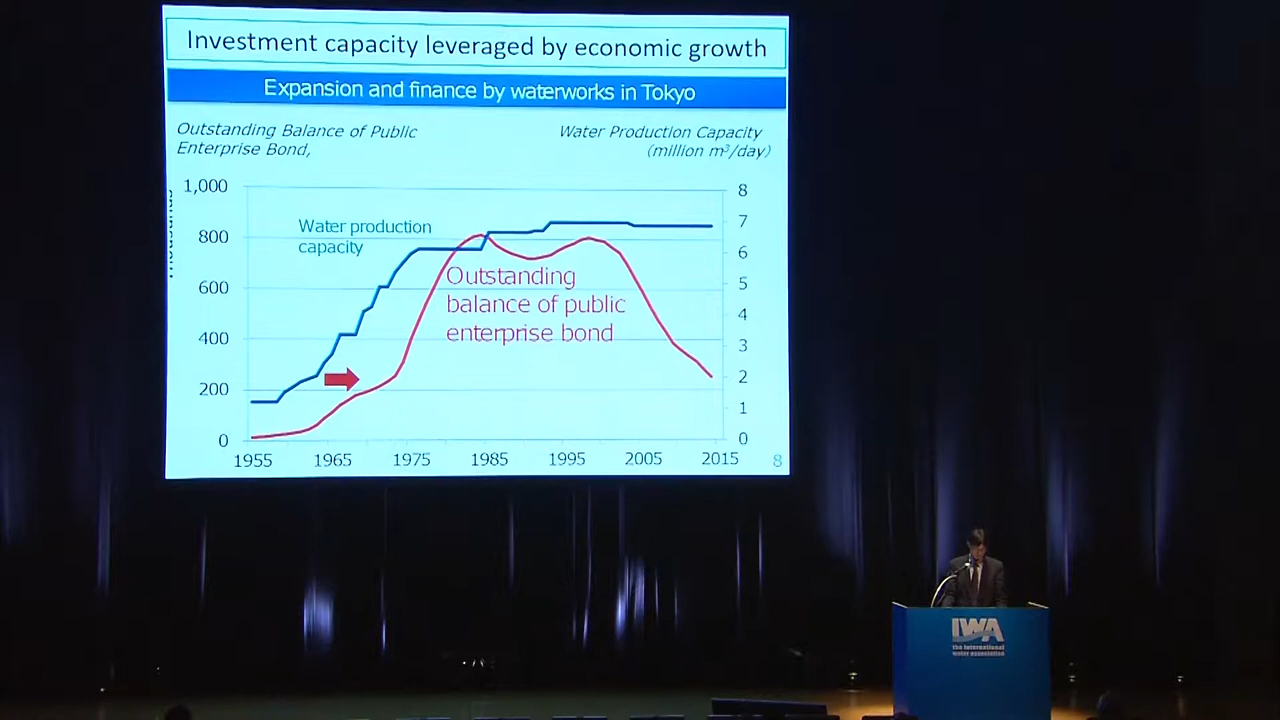 Investment capacity leveraged by economic growth
Expansion and finance by waterworks in Tokyo
Outstanding Balance of Public
Enterprise Bond,
Water Production Capacity
(million m³/day)
1,000
800
600
400
200
0
8
7
6
5
4
3
2
1
0
Water production
capacity
Outstanding
balance of public
enterprise bond
1955 1965 1975 1985 1995 2005 2015
8
IWA
the international
water association